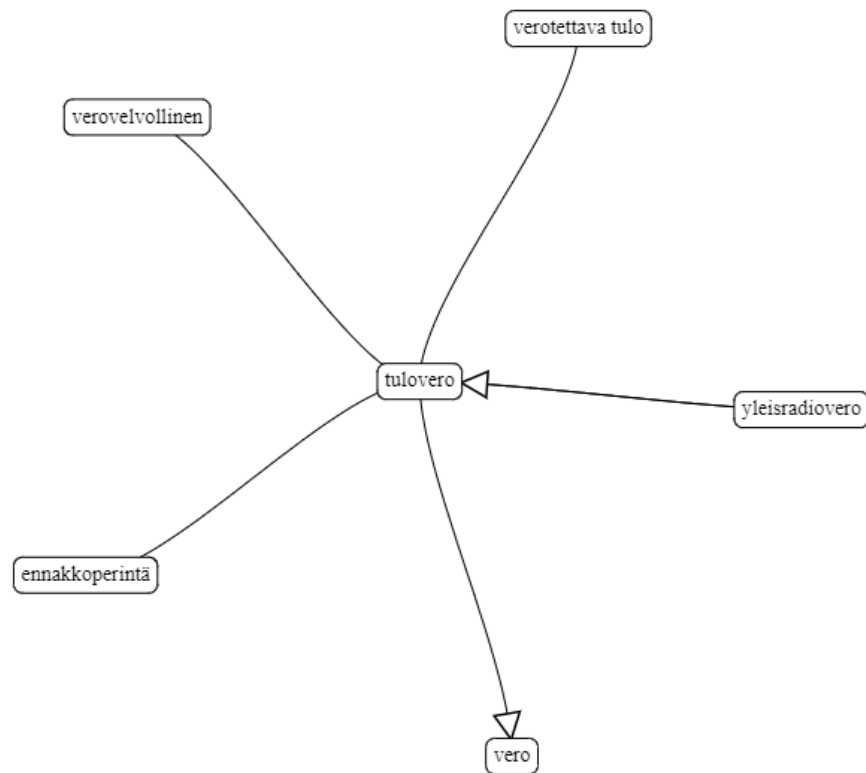 verotettava tulo
verovelvollinen
tulovero
yleisradiovero
ennakkoperintä
vero